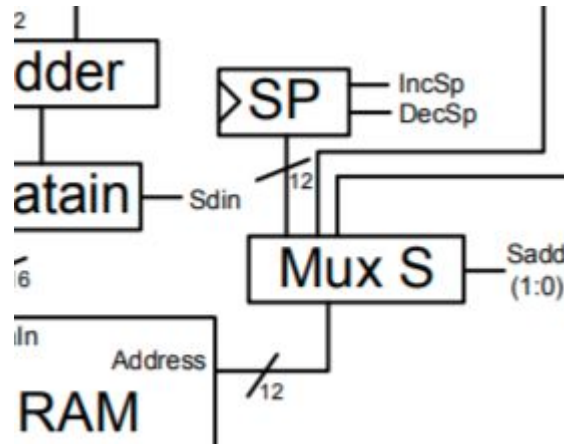 2
dder
SP
IncSp
DecSp
12
atain
Sdin
Mux S
Sadd
(1:0)
6
In
Address
12
RAM